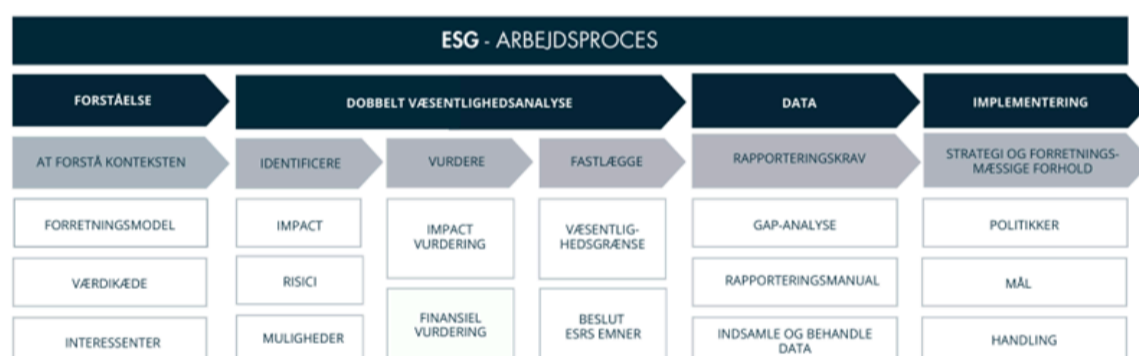 ESG - ARBEJDSPROCES
FORSTÅELSE
DOBBELT VÆSENTLIGHEDSANALYSE
DATA
IMPLEMENTERING
AT FORSTÅ KONTEKSTEN
IDENTIFICERE
VURDERE
FASTLÆGGE
RAPPORTERINGSKRAV
STRATEGI OG FORRETNINGS-
MÆSSIGE FORHOLD
FORRETNINGSMODEL
VÆRDIKÆDE
INTERESSENTER
IMPACT
RISICI
MULIGHEDER
IMPACT
VURDERING
FINANSIEL
VURDERING
VÆSENTLIG-
HEDSGRÆNSE
BESLUT
ESRS EMNER
GAP-ANALYSE
RAPPORTERINGSMANUAL
INDSAMLE OG BEHANDLE
DATA
POLITIKKER
MÅL
HANDLING